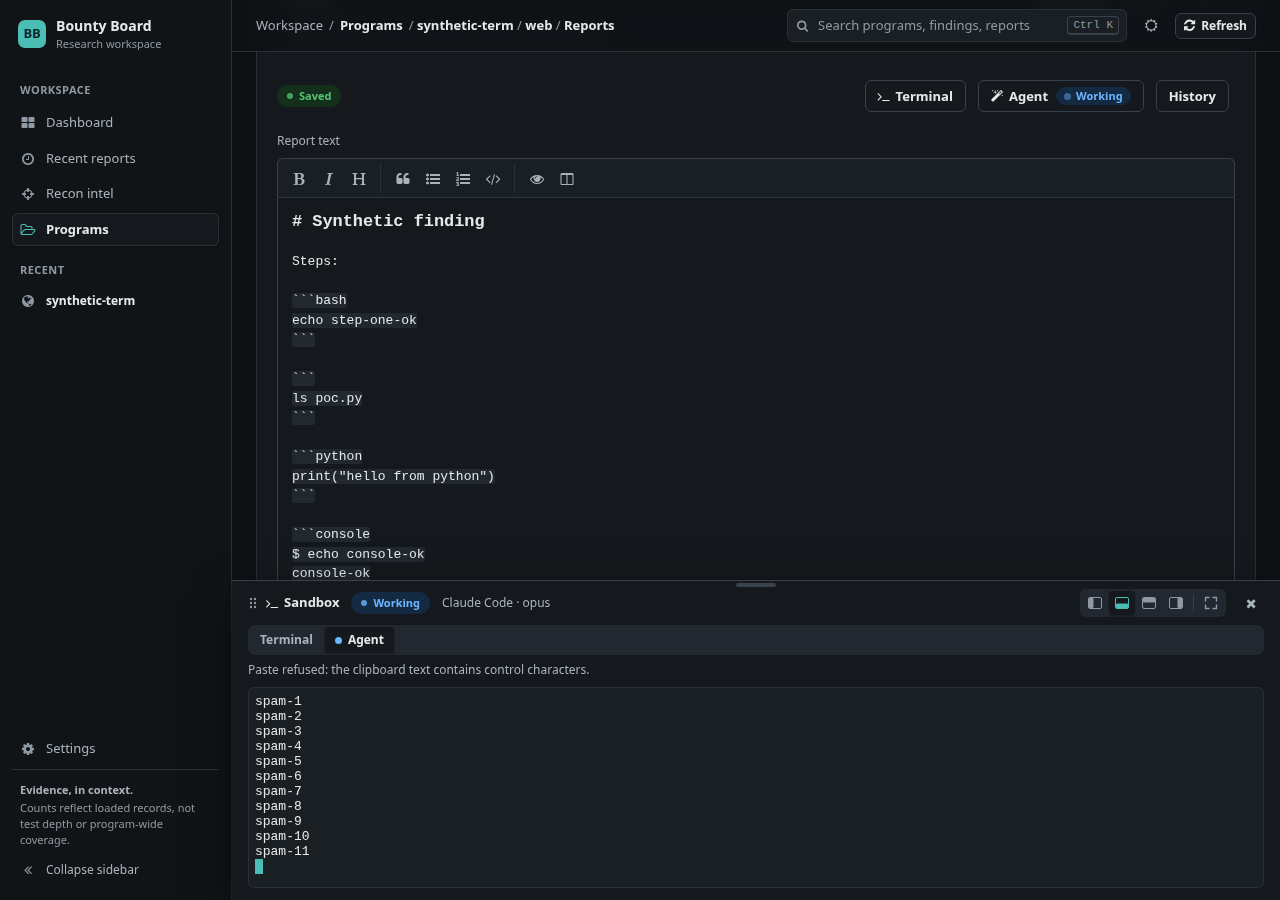 BB
Bounty Board
Research workspace
WORKSPACE
Dashboard
Recent reports
Recon intel
Programs
RECENT
synthetic-term
Settings
Evidence, in context.
Counts reflect loaded records, not
test depth or program-wide
coverage.
Collapse sidebar
Workspace / Programs / synthetic-term / web / Reports
Search programs, findings, reports
Ctrl K
Refresh
Saved
Terminal
Agent
Working
History
Report text
B I H
# Synthetic finding
Steps:
```bash
echo step-one-ok
```
```
ls poc.py
```
```python
print("hello from python")
```
```console
$ echo console-ok
console-ok
Sandbox
Working
Claude Code · opus
Terminal
Agent
Paste refused: the clipboard text contains control characters.
spam-1
spam-2
spam-3
spam-4
spam-5
spam-6
spam-7
spam-8
spam-9
spam-10
spam-11